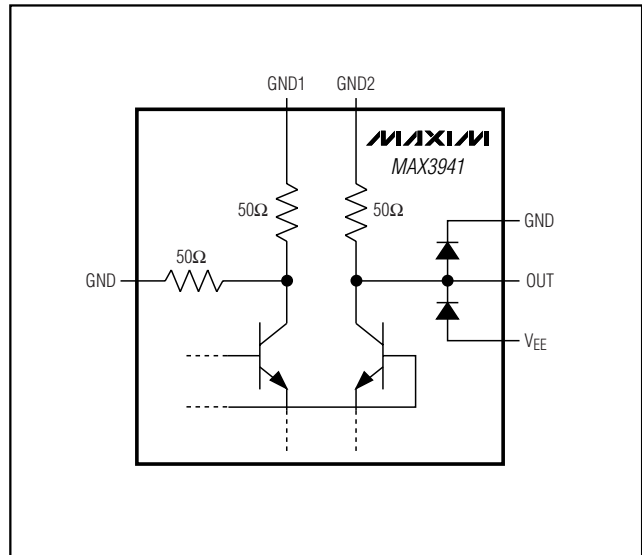 GND1 GND2
MAXIM
MAX3941
50Ω 50Ω
GND
50Ω
GND
OUT
VEE